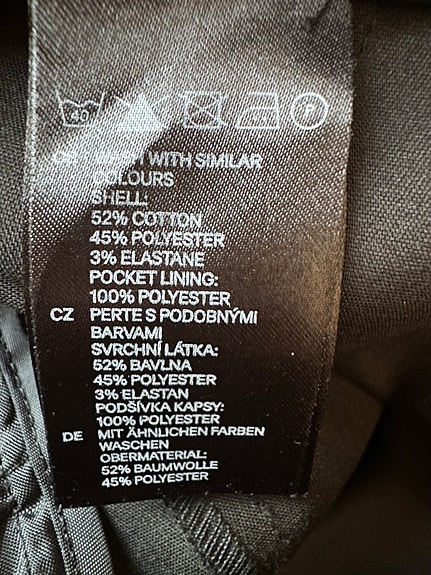 40
P
GB WASH WITH SIMILAR
COLOURS
SHELL:
52% COTTON
45% POLYESTER
3% ELASTANE
POCKET LINING:
100% POLYESTER
CZ PERTE S PODOBNÝMI
BARVAMI
SVRCHNÍ LÁTKA:
52% BAVLNA
45% POLYESTER
3% ELASTAN
PODŠÍVKA KAPSY:
100% POLYESTER
DE MIT ÄHNLICHEN FARBEN
WASCHEN
OBERMATERIAL:
52% BAUMWOLLE
45% POLYESTER